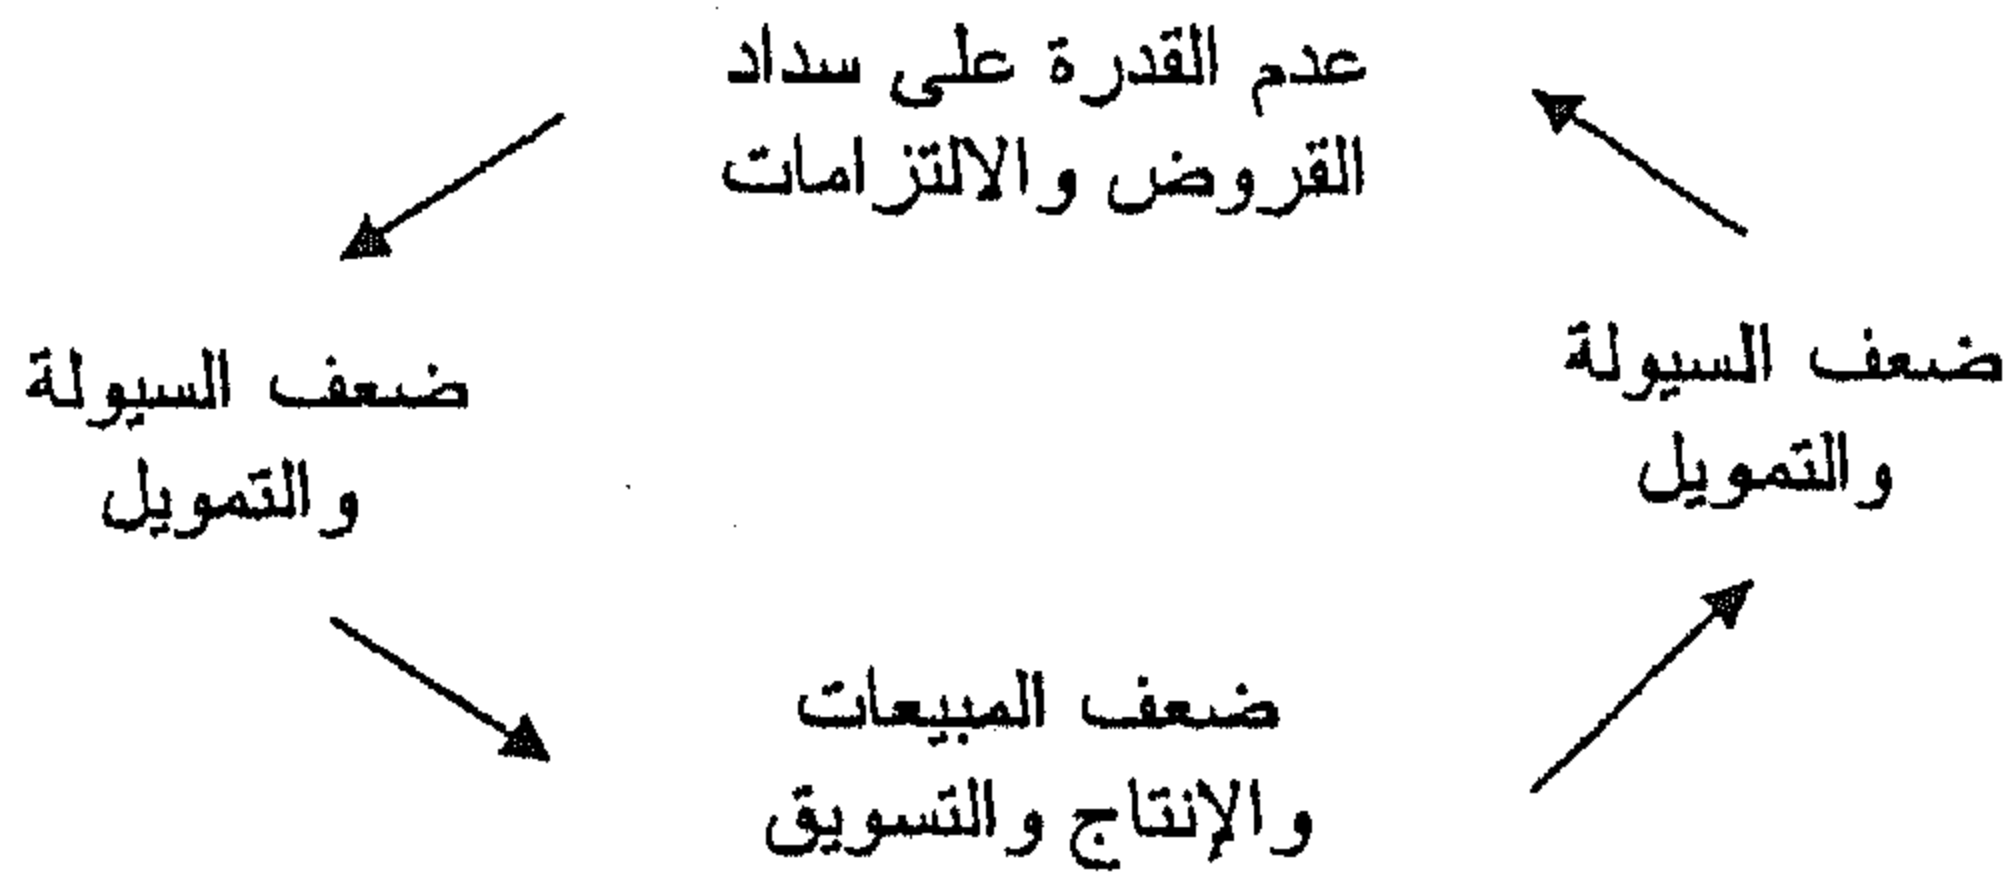 عدم القدرة على سداد
القروض والالتزامات
ضعف السيولة
والتمويل
ضعف السيولة
والتمويل
ضعف المبيعات
والإنتاج والتسويق